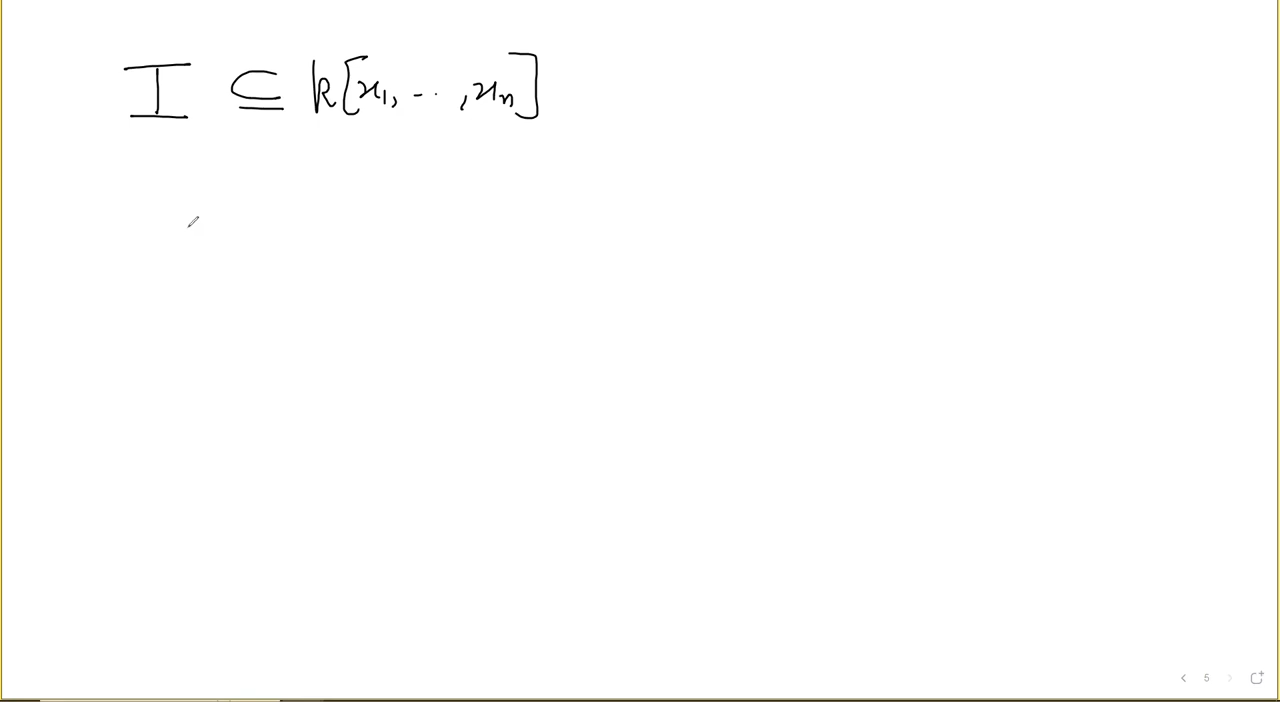 I ⊆ k[x₁, ..., xₙ]
5